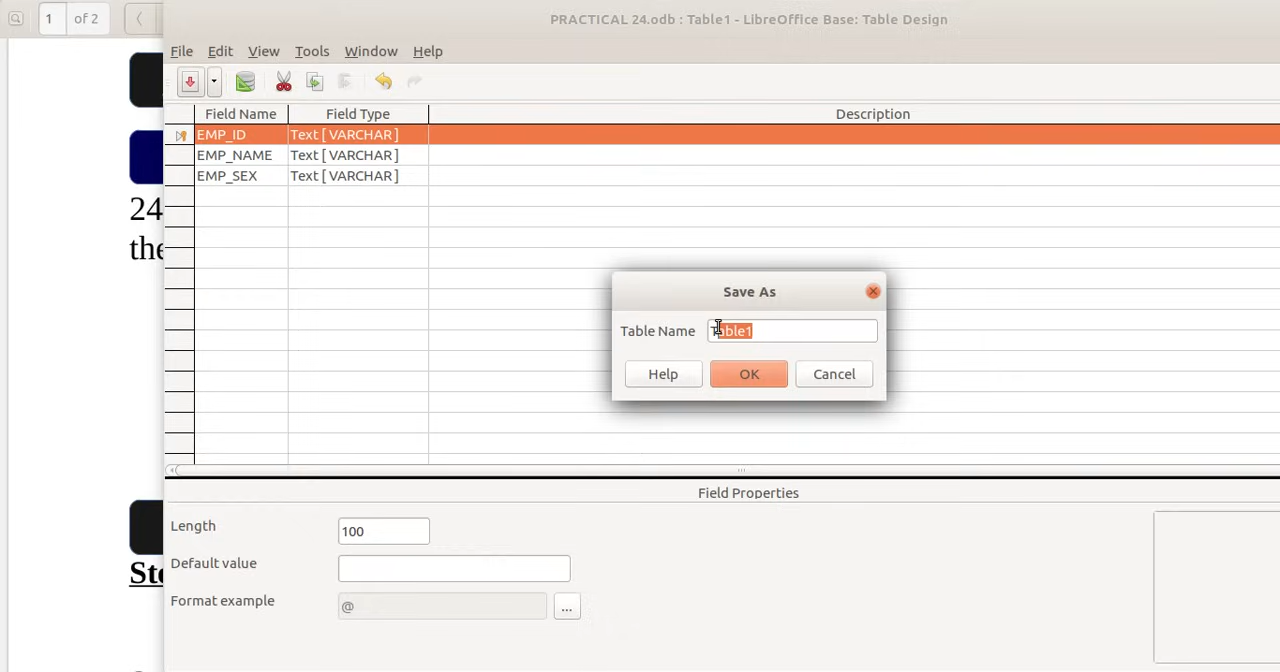 1 of 2
PRACTICAL 24.odb : Table1 - LibreOffice Base: Table Design
File Edit View Tools Window Help
Field Name Field Type Description
EMP_ID Text [ VARCHAR ]
EMP_NAME Text [ VARCHAR ]
EMP_SEX Text [ VARCHAR ]
24
the
Save As
Table Name Table1
Help OK Cancel
Field Properties
Length 100
Default value
Format example @ ...